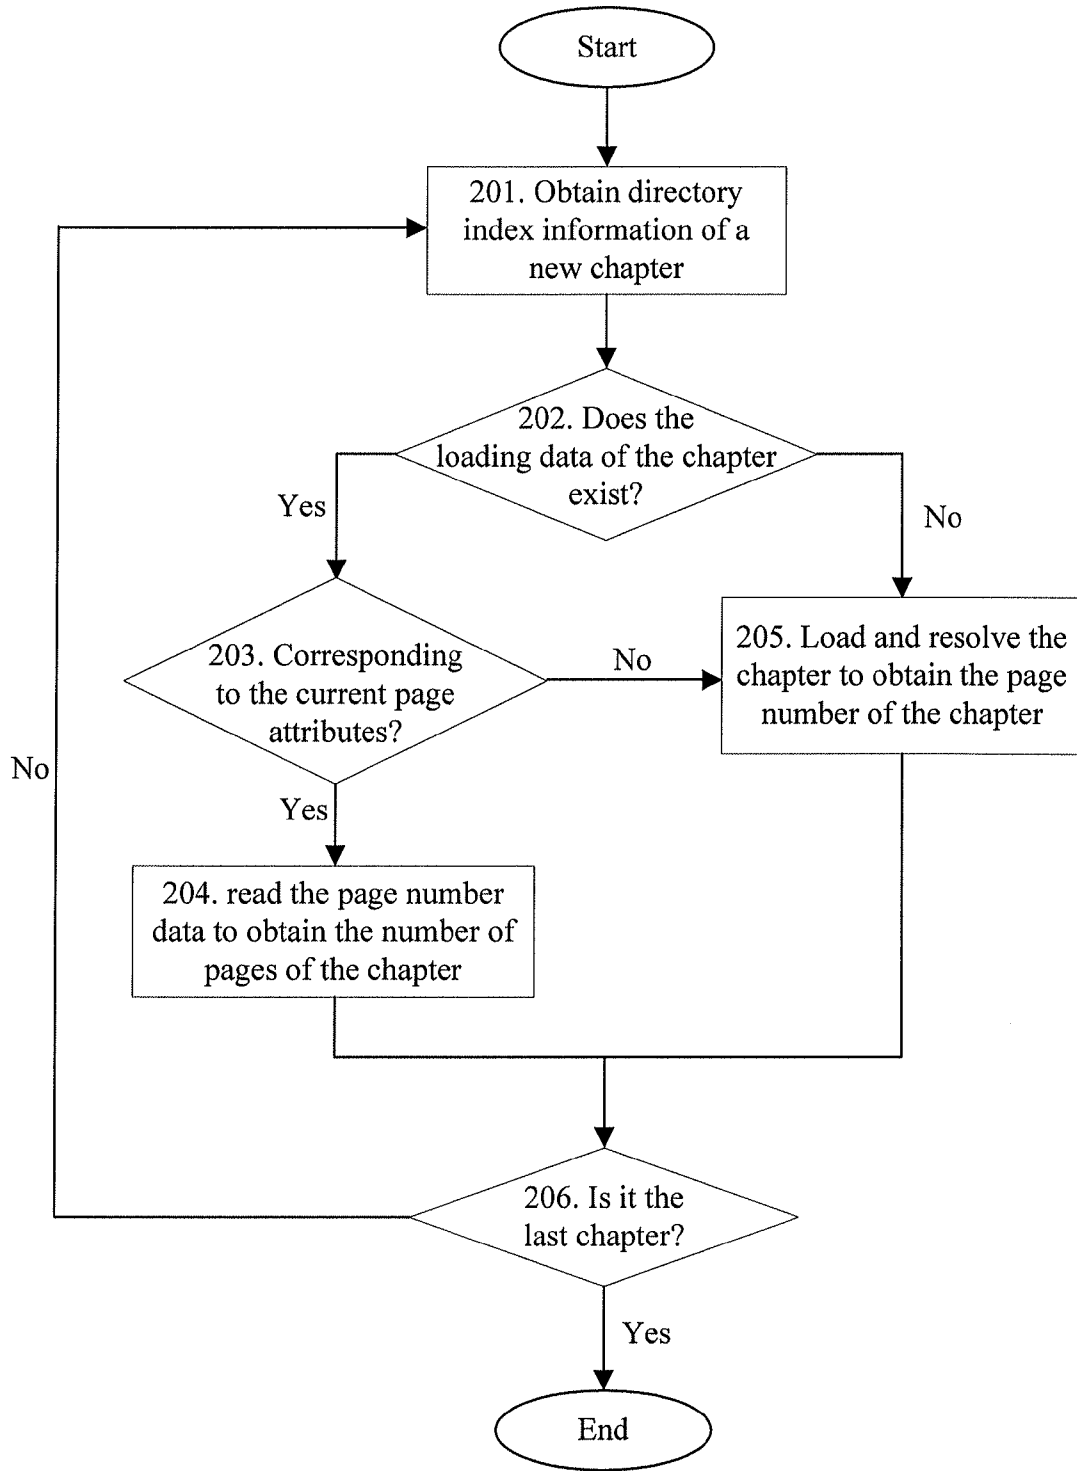 Start
201. Obtain directory
index information of a
new chapter
202. Does the
loading data of the chapter
exist?
Yes
No
203. Corresponding
to the current page
attributes?
No
205. Load and resolve the
chapter to obtain the page
number of the chapter
No
Yes
204. read the page number
data to obtain the number of
pages of the chapter
206. Is it the
last chapter?
Yes
End